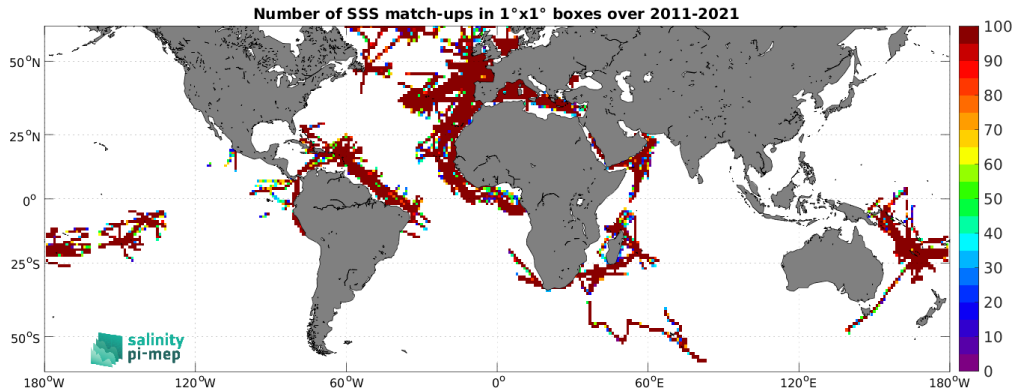 Number of SSS match-ups in 1°x1° boxes over 2011-2021
50°N
25°N
0°
25°S
50°S
180°W
120°W
60°W
0°
60°E
120°E
180°W
100
90
80
70
60
50
40
30
20
10
0
salinity
pi-mep